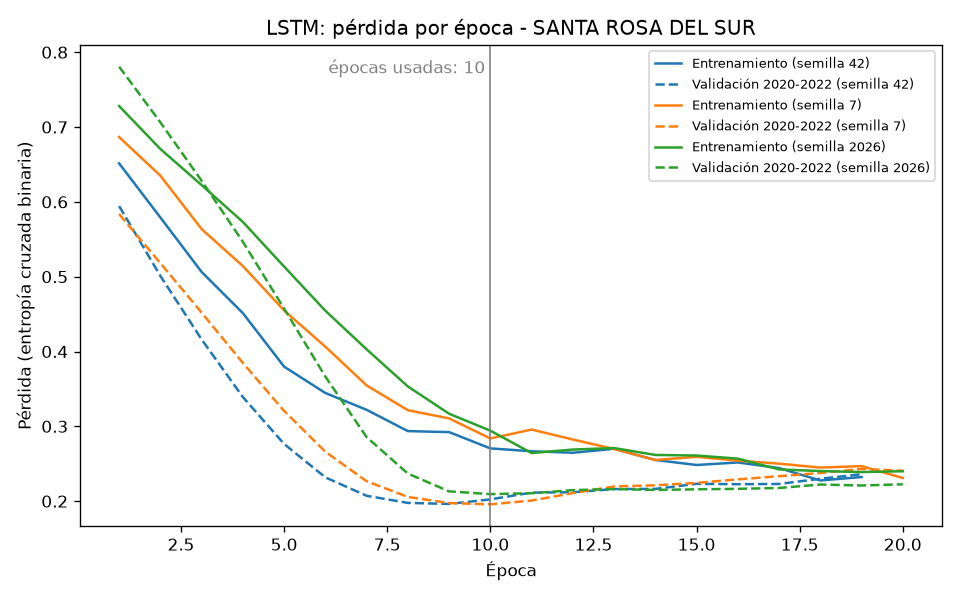 LSTM: pérdida por época - SANTA ROSA DEL SUR
épocas usadas: 10
Entrenamiento (semilla 42)
Validación 2020-2022 (semilla 42)
Entrenamiento (semilla 7)
Validación 2020-2022 (semilla 7)
Entrenamiento (semilla 2026)
Validación 2020-2022 (semilla 2026)
Pérdida (entropía cruzada binaria)
0.8
0.7
0.6
0.5
0.4
0.3
0.2
2.5 5.0 7.5 10.0 12.5 15.0 17.5 20.0
Época